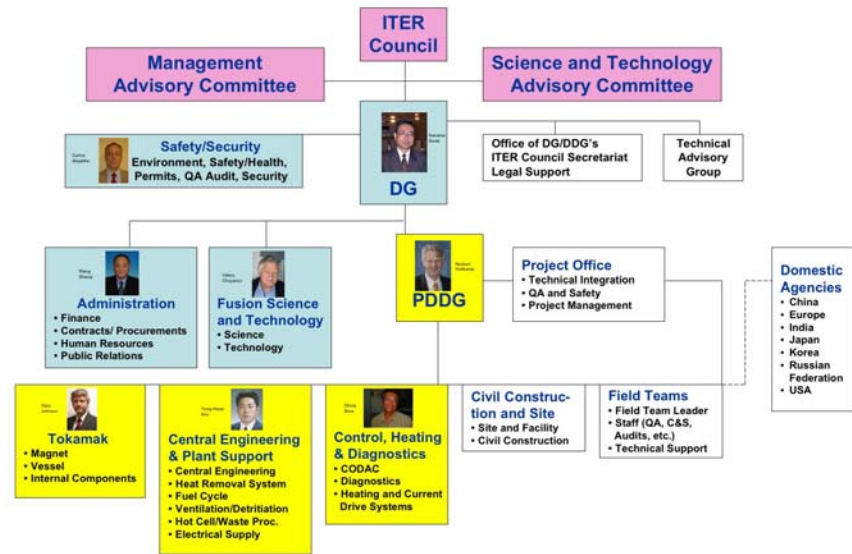 ITER
Council
Management
Advisory Committee
Science and Technology
Advisory Committee
DG
Safety/Security
Environment, Safety/Health,
Permits, QA Audit, Security
Office of DG/DDG's
ITER Council Secretariat
Legal Support
Technical
Advisory
Group
Administration
• Finance
• Contracts/ Procurements
• Human Resources
• Public Relations
Fusion Science
and Technology
• Science
• Technology
PDDG
Project Office
• Technical Integration
• QA and Safety
• Project Management
Domestic
Agencies
• China
• Europe
• India
• Japan
• Korea
• Russian
Federation
• USA
Tokamak
• Magnet
• Vessel
• Internal Components
Central Engineering
& Plant Support
• Central Engineering
• Heat Removal System
• Fuel Cycle
• Ventilation/Detritiation
• Hot Cell/Waste Proc.
• Electrical Supply
Control, Heating
& Diagnostics
• CODAC
• Diagnostics
• Heating and Current
Drive Systems
Civil Construc-
tion and Site
• Site and Facility
• Civil Construction
Field Teams
• Field Team Leader
• Staff (QA, C&S,
Audits, etc.)
• Technical Support